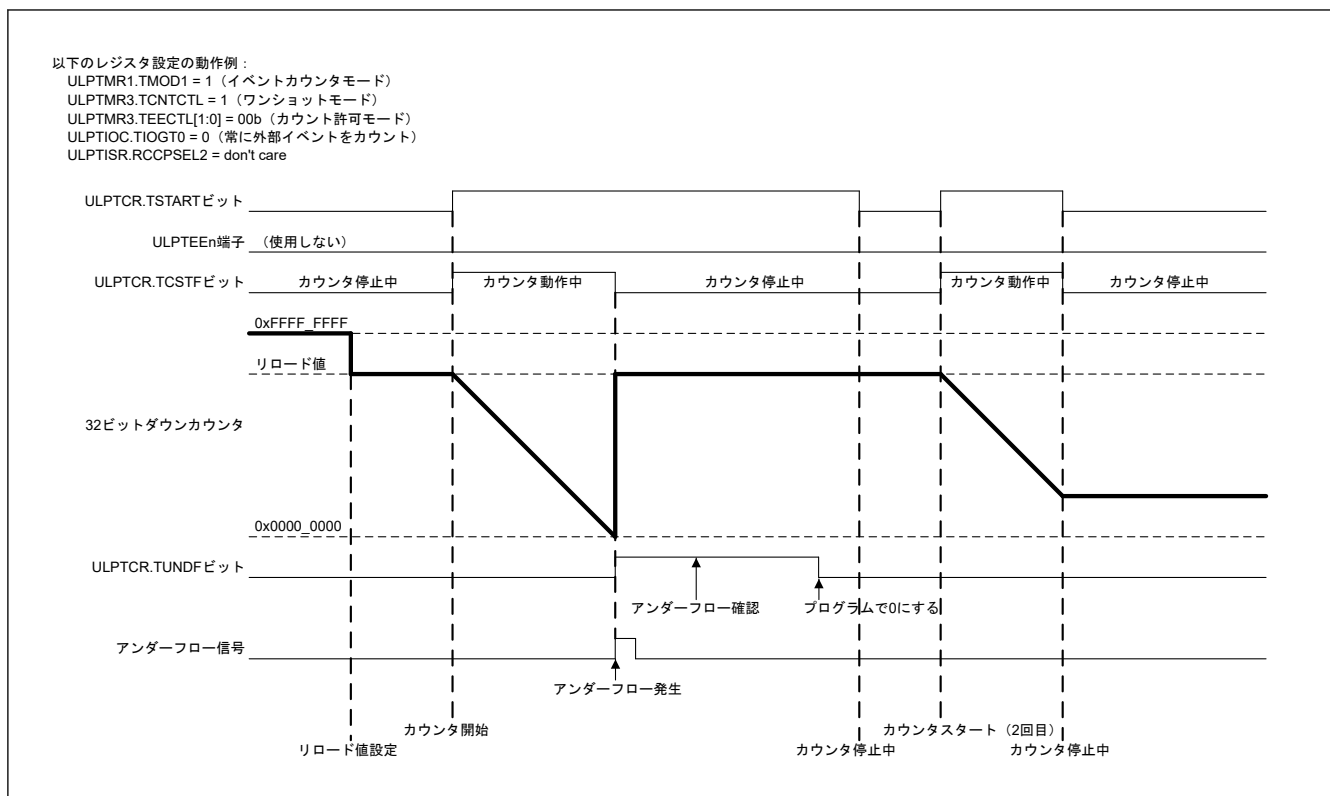 以下のレジスタ設定の動作例：
ULPTMR1.TMOD1 = 1（イベントカウンタモード）
ULPTMR3.TCNTCTL = 1（ワンショットモード）
ULPTMR3.TEECTL[1:0] = 00b（カウント許可モード）
ULPTIOC.TIOGT0 = 0（常に外部イベントをカウント）
ULPTISR.RCCPSEL2 = don't care
ULPTCR.TSTARTビット
ULPTEEn端子 （使用しない）
ULPTCR.TCSTFビット カウンタ停止中 カウンタ動作中 カウンタ停止中 カウンタ動作中 カウンタ停止中
0xFFFF_FFFF
リロード値
32ビットダウンカウンタ
0x0000_0000
ULPTCR.TUNDFビット
アンダーフロー確認 プログラムで0にする
アンダーフロー信号
アンダーフロー発生
カウンタ開始 カウンタスタート（2回目）
リロード値設定 カウンタ停止中 カウンタ停止中